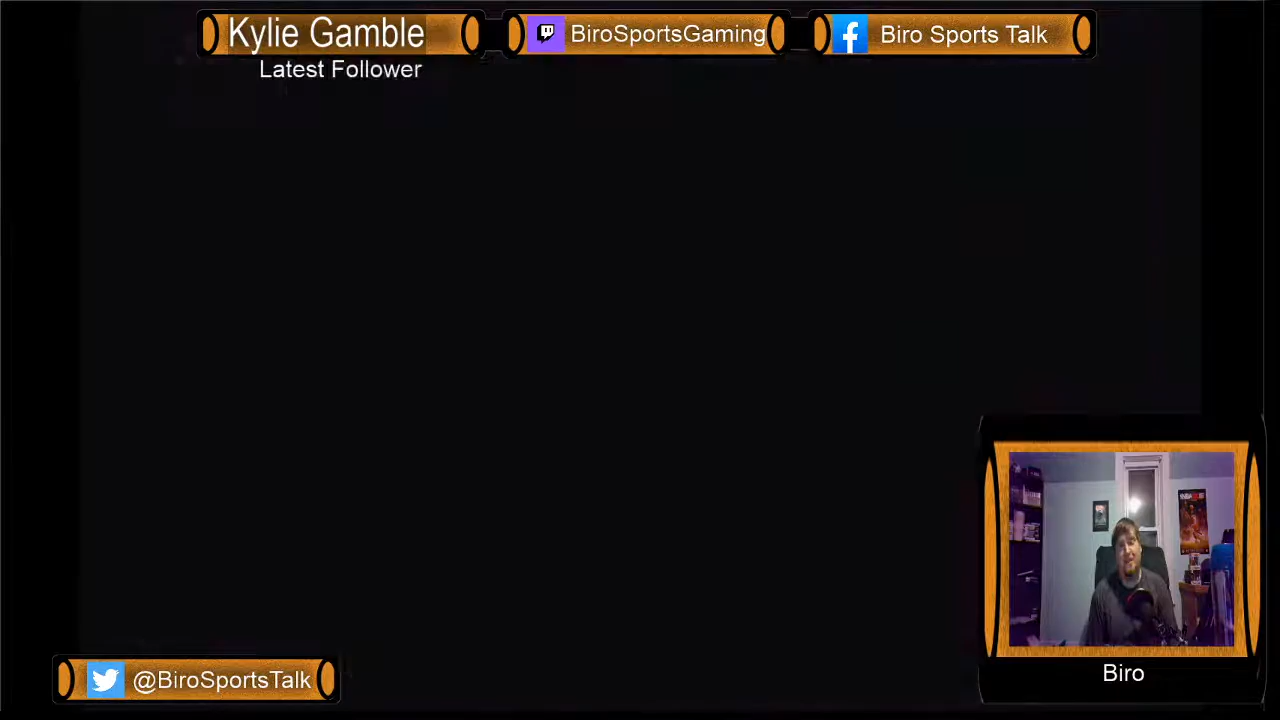 Kylie Gamble
Latest Follower
BiroSportsGaming
Biro Sports Talk
Biro
@BiroSportsTalk